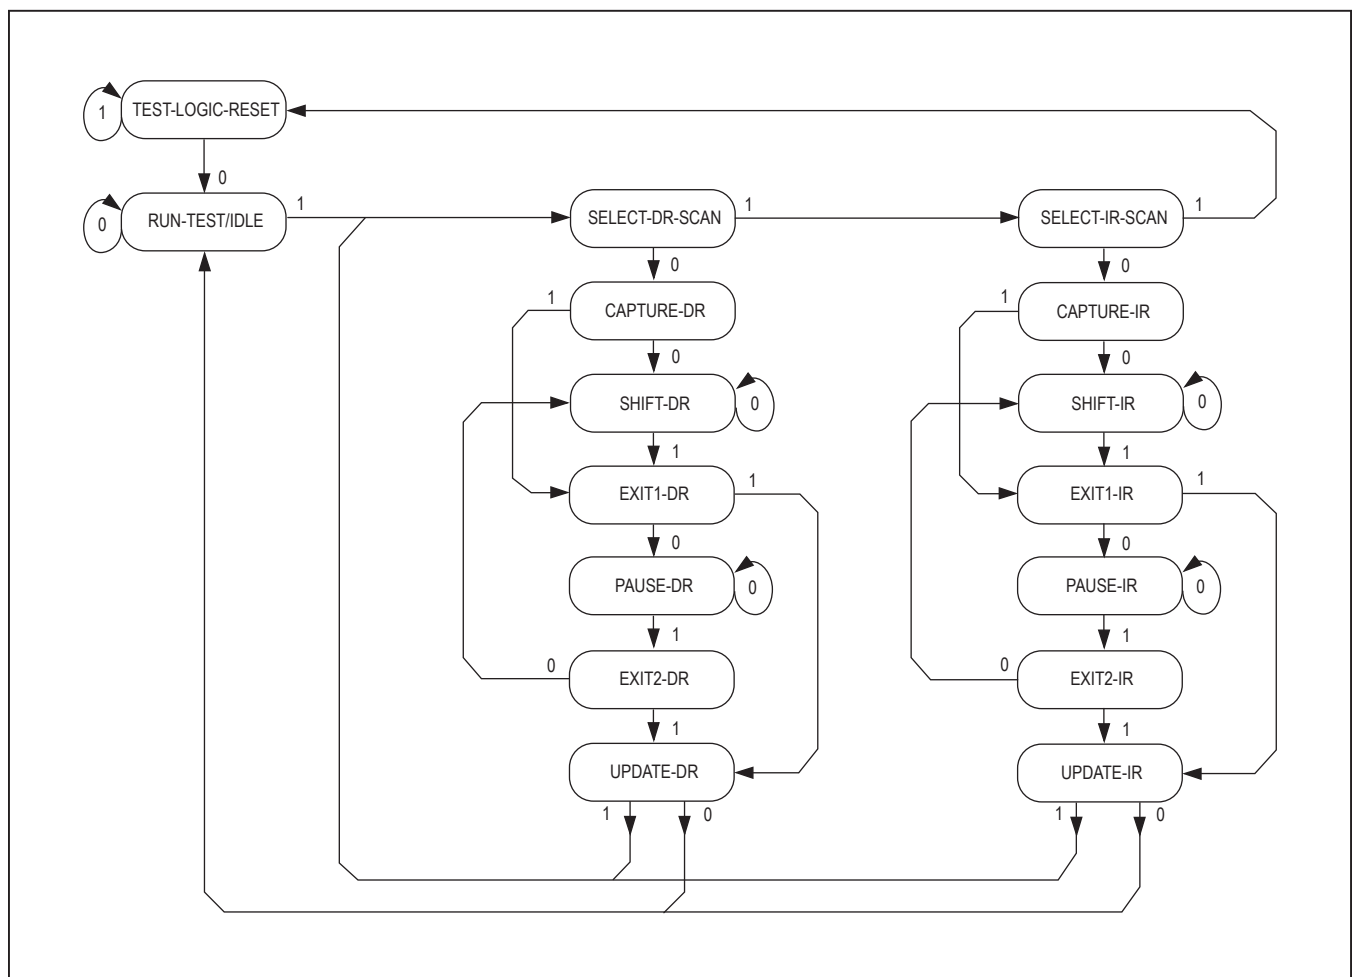 TEST-LOGIC-RESET
1
0
RUN-TEST/IDLE
0
1
SELECT-DR-SCAN
1
SELECT-IR-SCAN
1
0
0
1
CAPTURE-DR
1
CAPTURE-IR
0
0
SHIFT-DR
0
SHIFT-IR
0
1
1
EXIT1-DR
1
EXIT1-IR
1
0
0
PAUSE-DR
0
PAUSE-IR
0
1
1
0
EXIT2-DR
0
EXIT2-IR
1
1
UPDATE-DR
UPDATE-IR
1
0
1
0